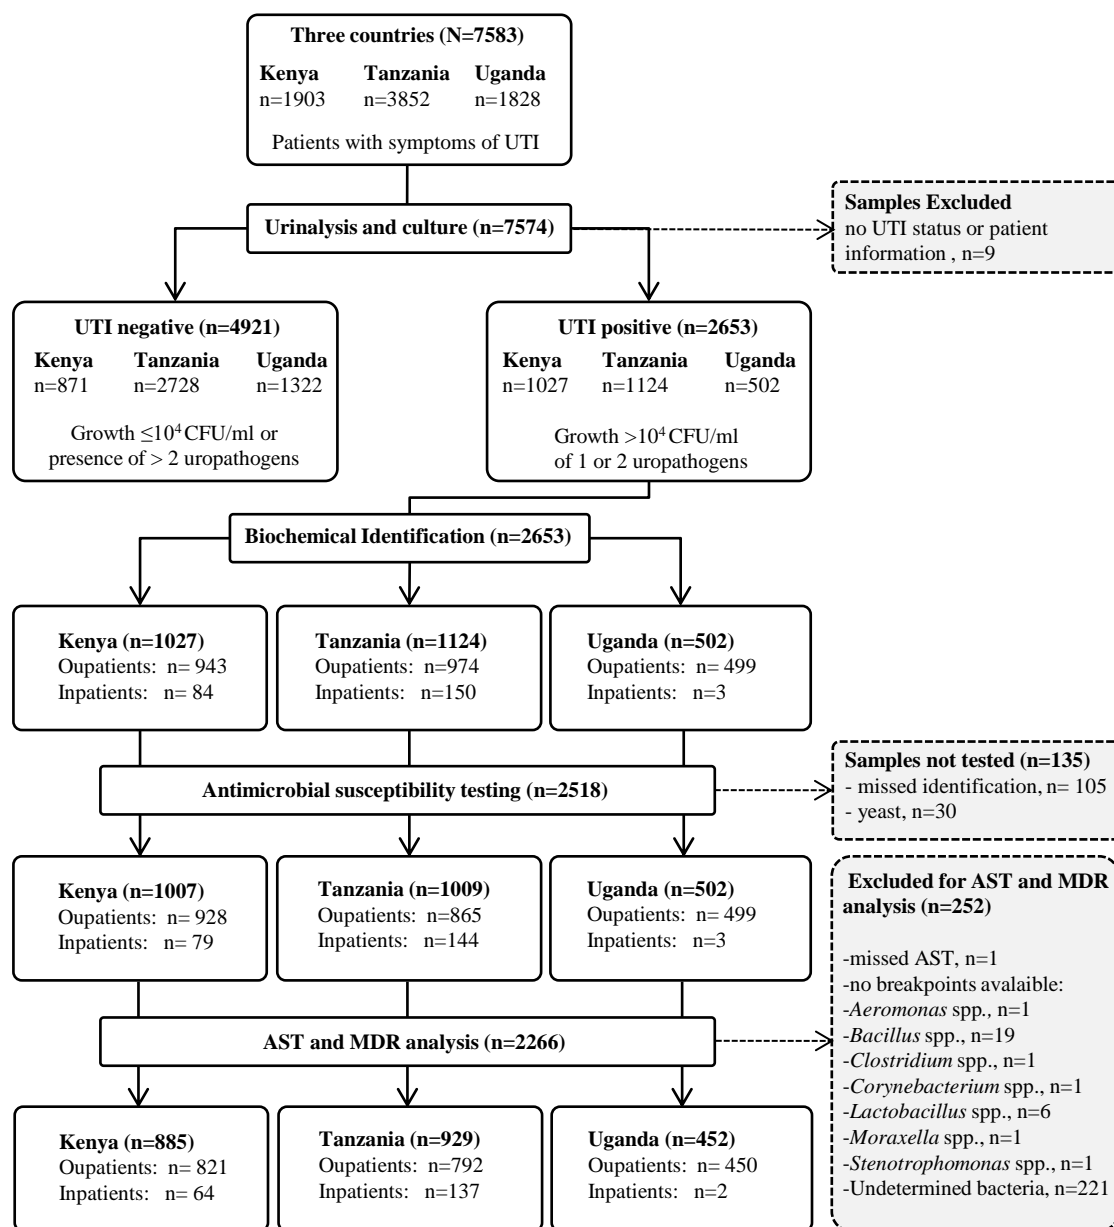 Three countries (N=7583)
Kenya Tanzania Uganda
n=1903 n=3852 n=1828
Patients with symptoms of UTI
Urinalysis and culture (n=7574)
Samples Excluded
no UTI status or patient
information , n=9
UTI negative (n=4921)
Kenya Tanzania Uganda
n=871 n=2728 n=1322
Growth ≤10⁴ CFU/ml or
presence of > 2 uropathogens
UTI positive (n=2653)
Kenya Tanzania Uganda
n=1027 n=1124 n=502
Growth >10⁴ CFU/ml
of 1 or 2 uropathogens
Biochemical Identification (n=2653)
Kenya (n=1027)
Oupatients: n= 943
Inpatients: n= 84
Tanzania (n=1124)
Oupatients: n=974
Inpatients: n=150
Uganda (n=502)
Oupatients: n= 499
Inpatients: n=3
Antimicrobial susceptibility testing (n=2518)
Samples not tested (n=135)
- missed identification, n= 105
- yeast, n=30
Kenya (n=1007)
Oupatients: n= 928
Inpatients: n= 79
Tanzania (n=1009)
Oupatients: n=865
Inpatients: n=144
Uganda (n=502)
Oupatients: n=499
Inpatients: n=3
Excluded for AST and MDR
analysis (n=252)
-missed AST, n=1
-no breakpoints avalaible:
-Aeromonas spp., n=1
-Bacillus spp., n=19
-Clostridium spp., n=1
-Corynebacterium spp., n=1
-Lactobacillus spp., n=6
-Moraxella spp., n=1
-Stenotrophomonas spp., n=1
-Undetermined bacteria, n=221
AST and MDR analysis (n=2266)
Kenya (n=885)
Oupatients: n= 821
Inpatients: n= 64
Tanzania (n=929)
Oupatients: n=792
Inpatients: n=137
Uganda (n=452)
Oupatients: n= 450
Inpatients: n=2